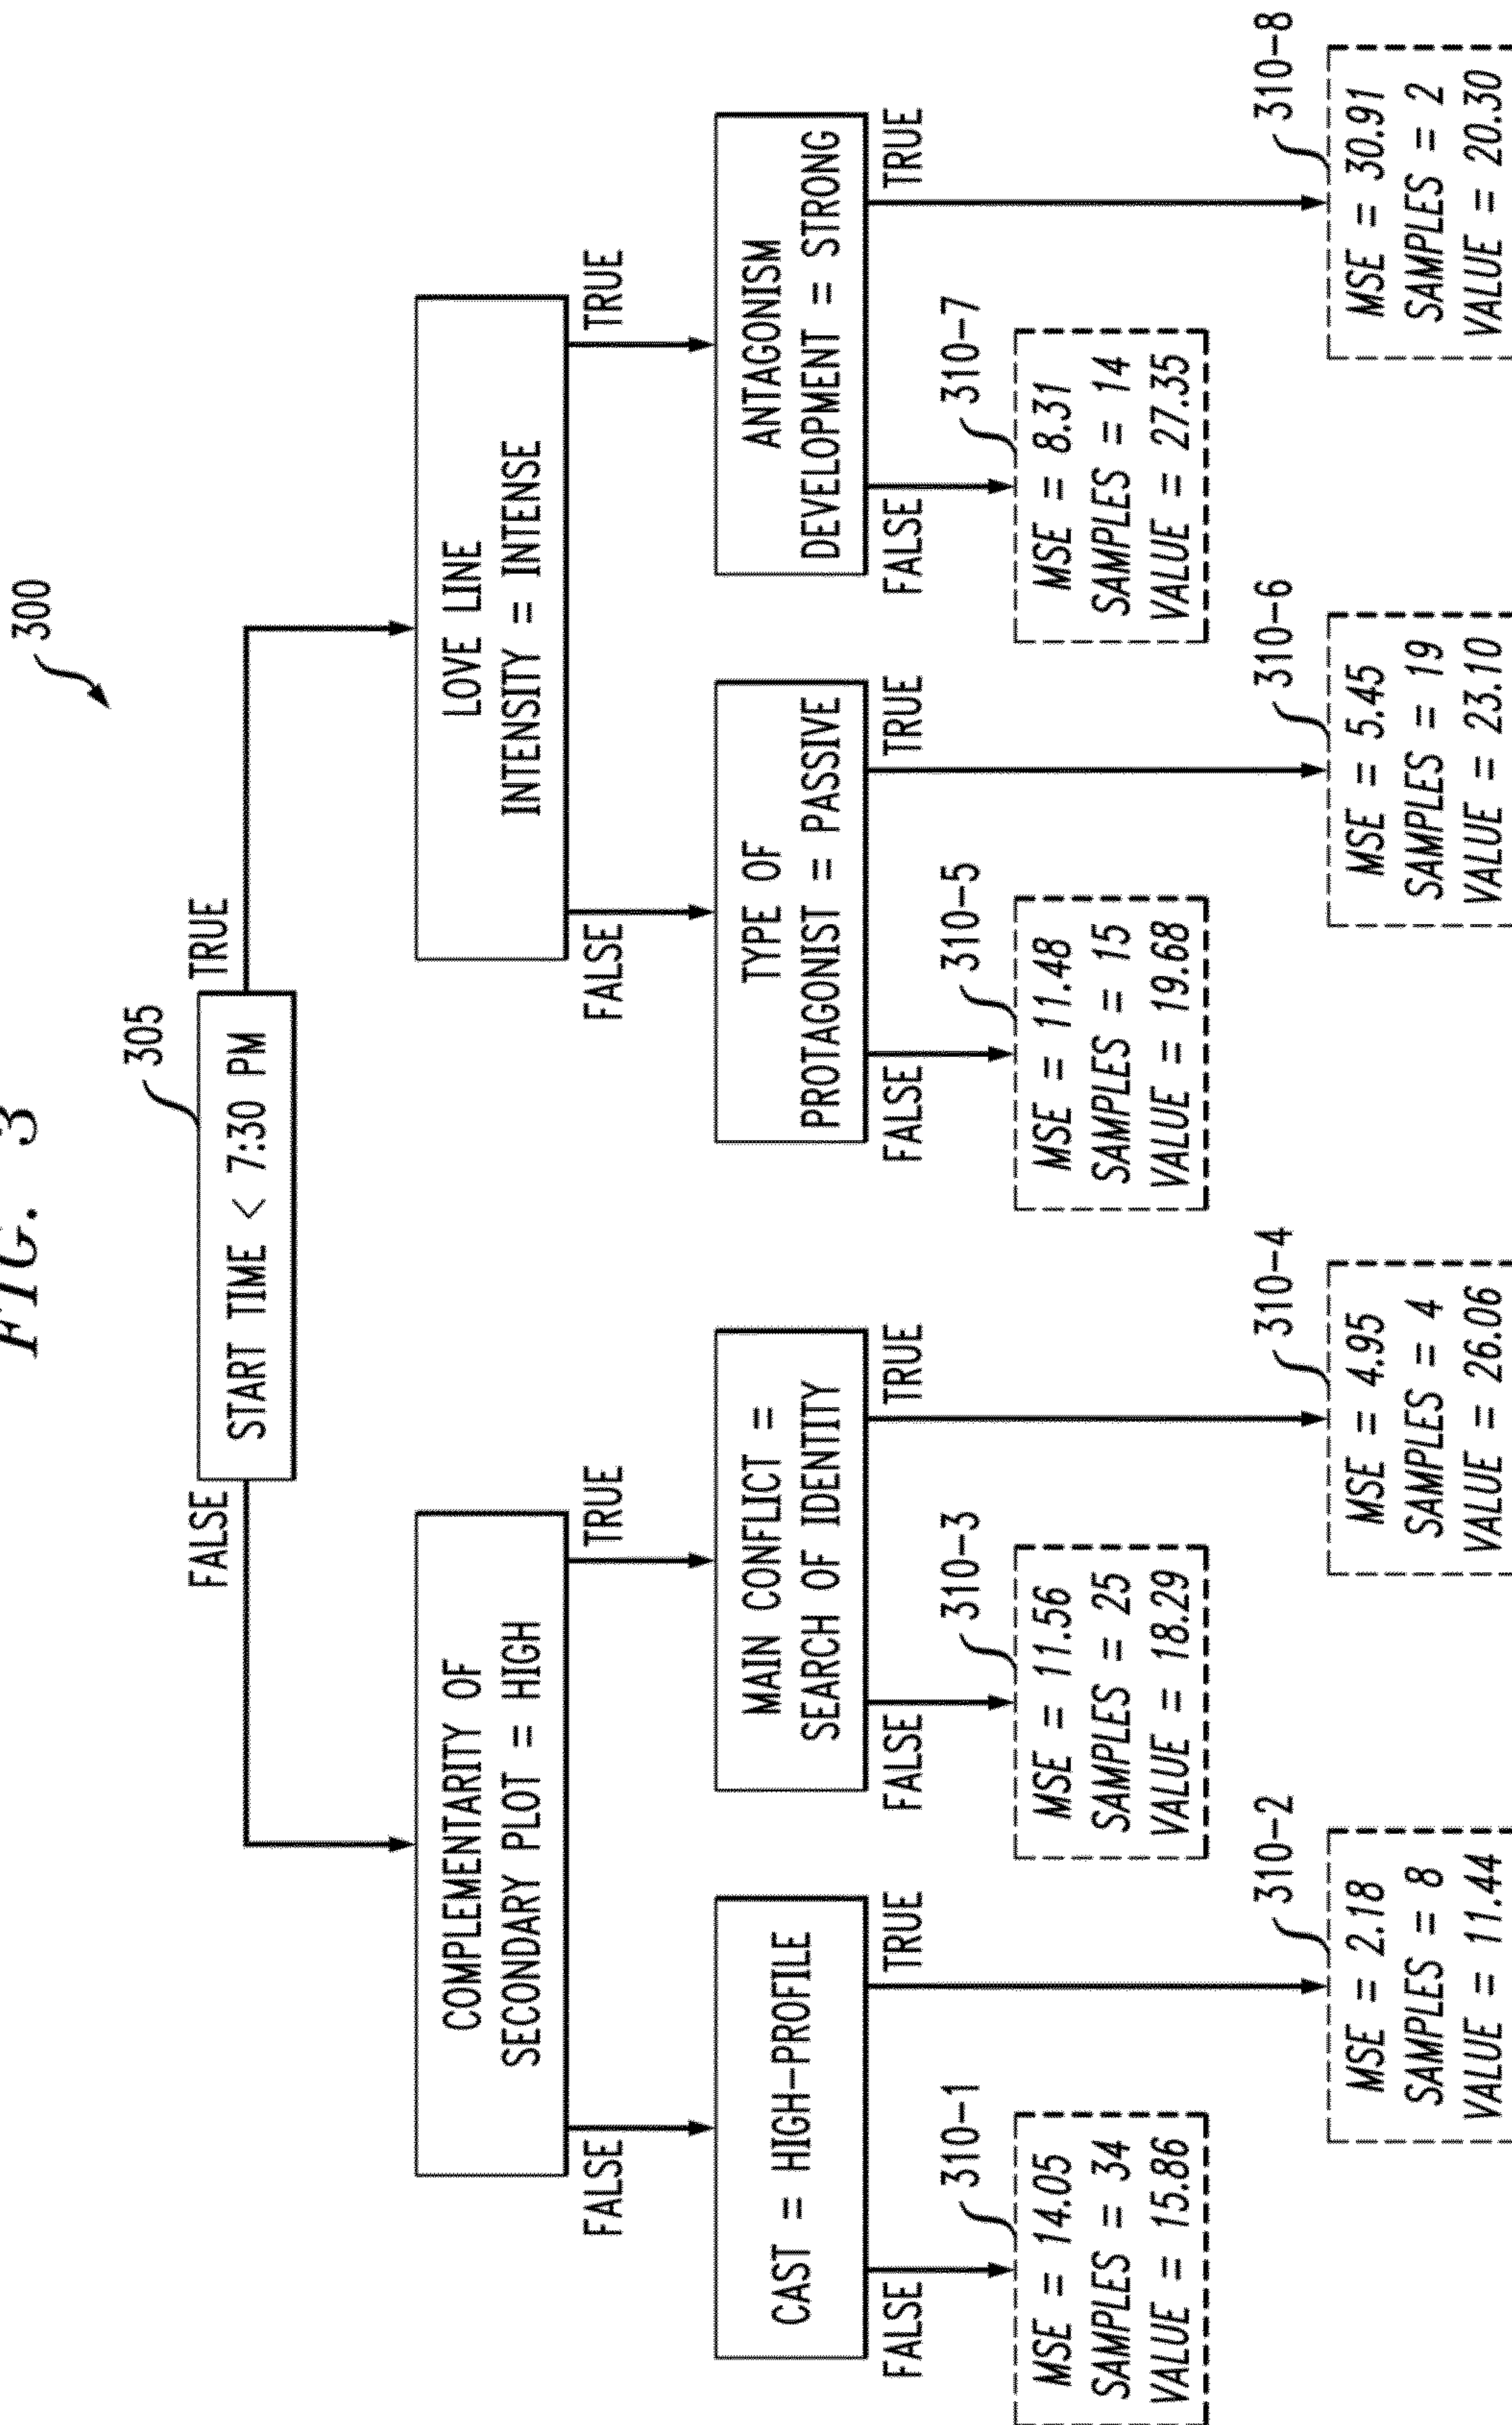 FIG. 3
300
305
START TIME < 7:30 PM
FALSE
TRUE
COMPLEMENTARITY OF
SECONDARY PLOT = HIGH
LOVE LINE
INTENSITY = INTENSE
FALSE
TRUE
FALSE
TRUE
CAST = HIGH-PROFILE
MAIN CONFLICT =
SEARCH OF IDENTITY
TYPE OF
PROTAGONIST = PASSIVE
ANTAGONISM
DEVELOPMENT = STRONG
FALSE
TRUE
FALSE
TRUE
FALSE
TRUE
FALSE
TRUE
310-1
MSE = 14.05
SAMPLES = 34
VALUE = 15.86
310-3
MSE = 11.56
SAMPLES = 25
VALUE = 18.29
310-5
MSE = 11.48
SAMPLES = 15
VALUE = 19.68
310-7
MSE = 8.31
SAMPLES = 14
VALUE = 27.35
310-2
MSE = 2.18
SAMPLES = 8
VALUE = 11.44
310-4
MSE = 4.95
SAMPLES = 4
VALUE = 26.06
310-6
MSE = 5.45
SAMPLES = 19
VALUE = 23.10
310-8
MSE = 30.91
SAMPLES = 2
VALUE = 20.30